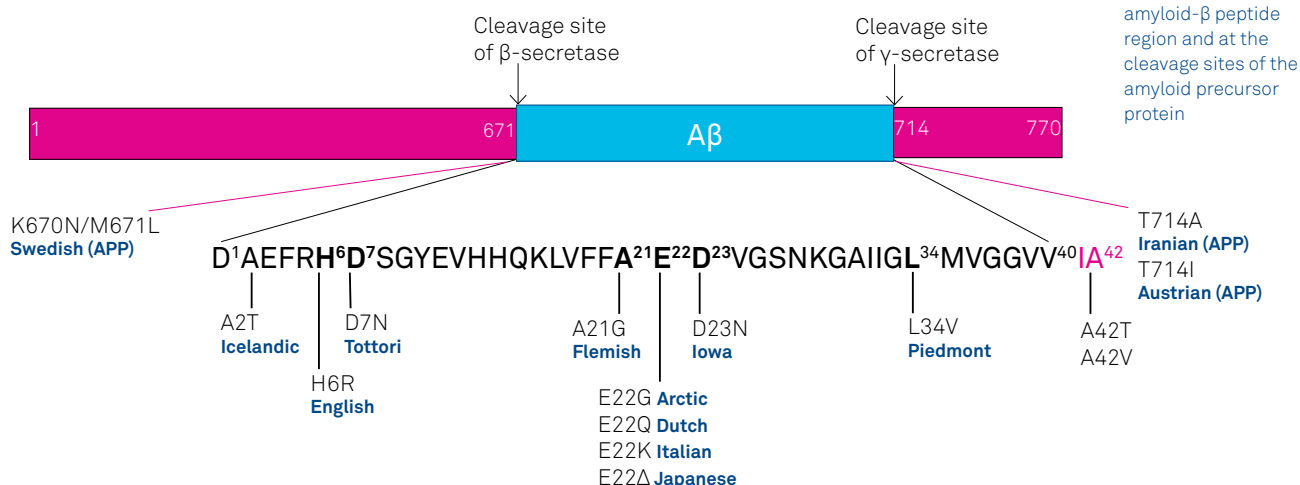 Cleavage site
of β-secretase
Cleavage site
of γ-secretase
amyloid-β peptide
region and at the
cleavage sites of the
amyloid precursor
protein
1
671
Aβ
714
770
K670N/M671L
Swedish (APP)
T714A
Iranian (APP)
T714I
Austrian (APP)
D¹AEFRH⁶D⁷SGYEVHHQKLVFFA²¹E²²D²³VGSNKGAIIGL³⁴MVGGVV⁴⁰IA⁴²
A2T
Icelandic
D7N
Tottori
H6R
English
A21G
Flemish
D23N
Iowa
L34V
Piedmont
A42T
A42V
E22G Arctic
E22Q Dutch
E22K Italian
E22Δ Japanese